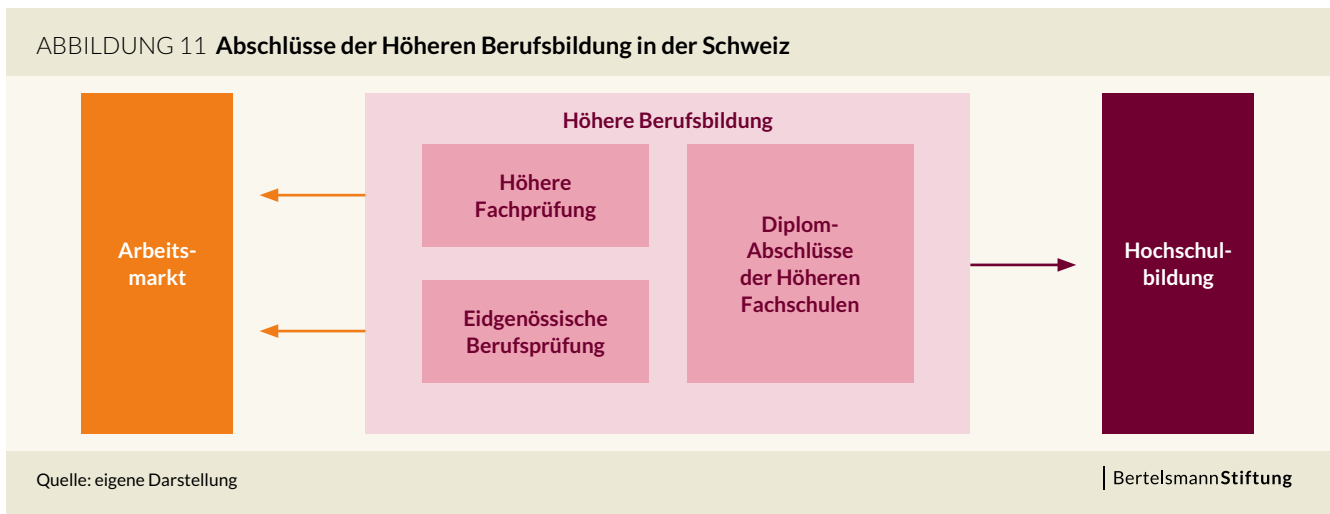 ABBILDUNG 11 Abschlüsse der Höheren Berufsbildung in der Schweiz
Arbeits-
markt
Höhere Berufsbildung
Höhere
Fachprüfung
Eidgenössische
Berufsprüfung
Diplom-
Abschlüsse
der Höheren
Fachschulen
Hochschul-
bildung
Quelle: eigene Darstellung
BertelsmannStiftung